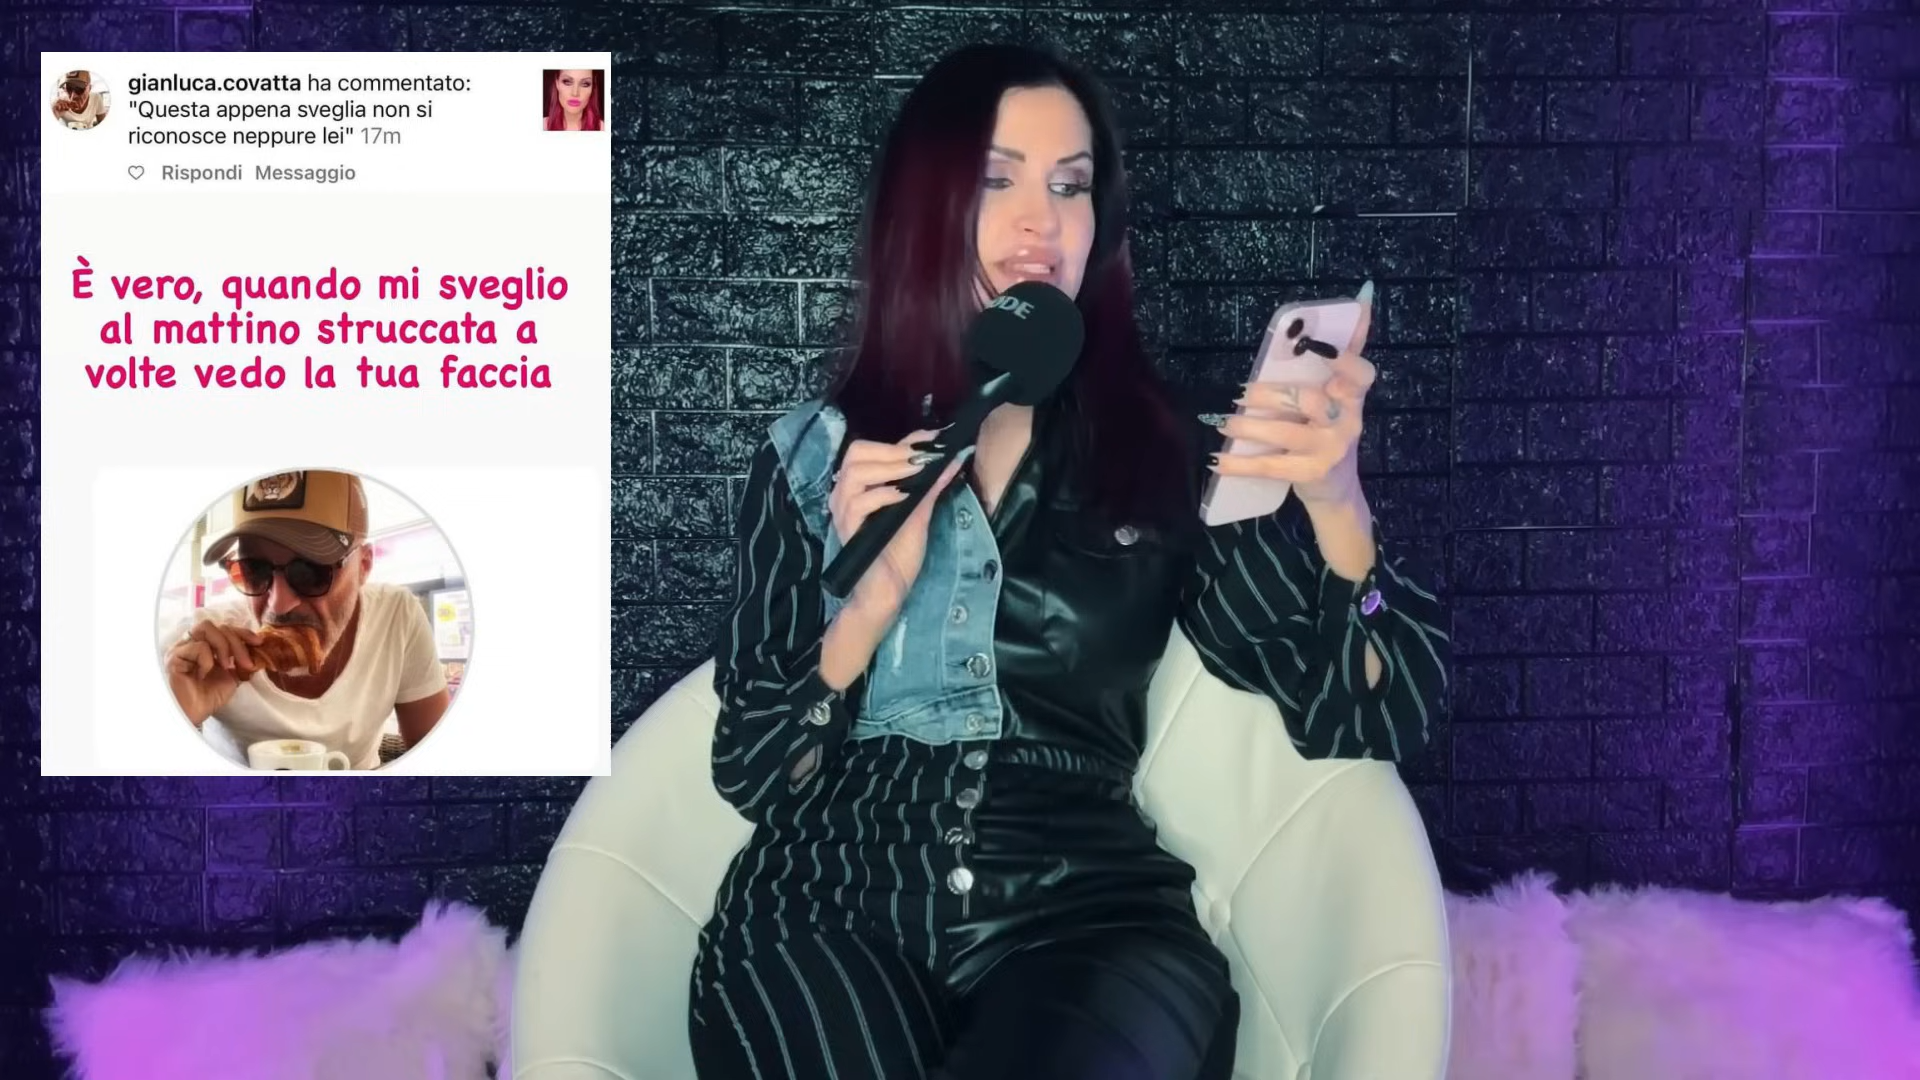 gianluca.covatta ha commentato:
"Questa appena sveglia non si
riconosce neppure lei" 17m
Rispondi Messaggio
È vero, quando mi sveglio
al mattino struccata a
volte vedo la tua faccia